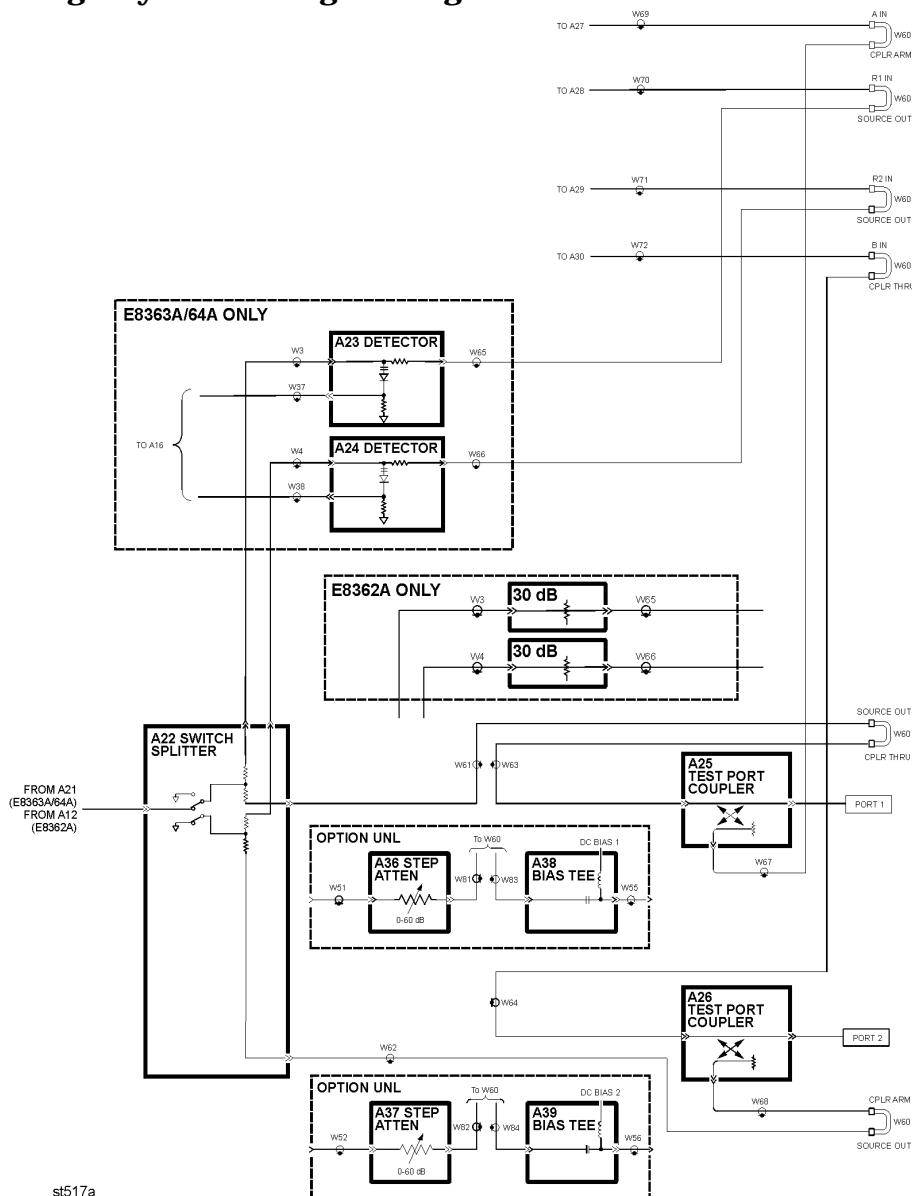 W69
A IN
TO A27
W60
CPLR ARM
W70
R1 IN
TO A28
W60
SOURCE OUT
W71
R2 IN
TO A29
W60
SOURCE OUT
W72
B IN
TO A30
W60
CPLR THRU
E8363A/64A ONLY
A23 DETECTOR
W3
W65
W37
TO A16
A24 DETECTOR
W4
W66
W38
E8362A ONLY
30 dB
W3
W65
30 dB
W4
W66
SOURCE OUT
W60
CPLR THRU
A22 SWITCH
SPLITTER
W61
W63
A25
TEST PORT
COUPLER
FROM A21
(E8363A/64A)
FROM A12
(E8362A)
PORT 1
W67
OPTION UNL
To W60
DC BIAS 1
A36 STEP
ATTEN
A38
BIAS TEE
W51
W81
W83
W55
0-60 dB
W64
A26
TEST PORT
COUPLER
PORT 2
W62
W68
CPLR ARM
W60
SOURCE OUT
OPTION UNL
To W60
DC BIAS 2
A37 STEP
ATTEN
A39
BIAS TEE
W52
W82
W84
W56
0-60 dB
st517a